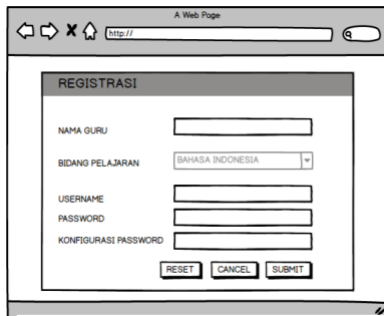 A Web Page
http://
REGISTRASI
NAMA GURU
BIDANG PELAJARAN
BAHASA INDONESIA
USERNAME
PASSWORD
KONFIGURASI PASSWORD
RESET CANCEL SUBMIT